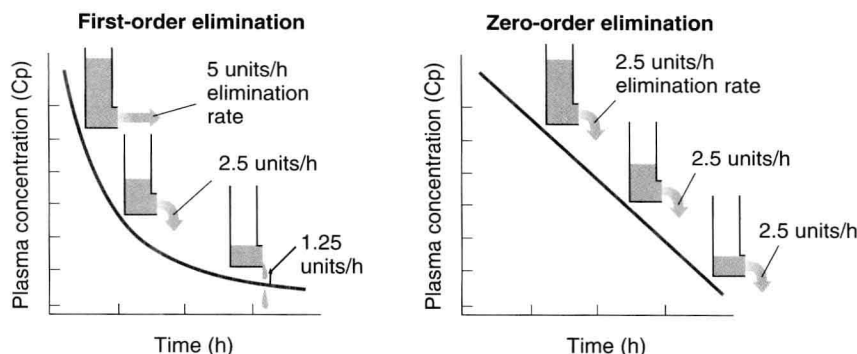 First-order elimination
Plasma concentration (Cp)
5 units/h
elimination
rate
2.5 units/h
1.25
units/h
Time (h)
Zero-order elimination
Plasma concentration (Cp)
2.5 units/h
elimination rate
2.5 units/h
2.5 units/h
Time (h)